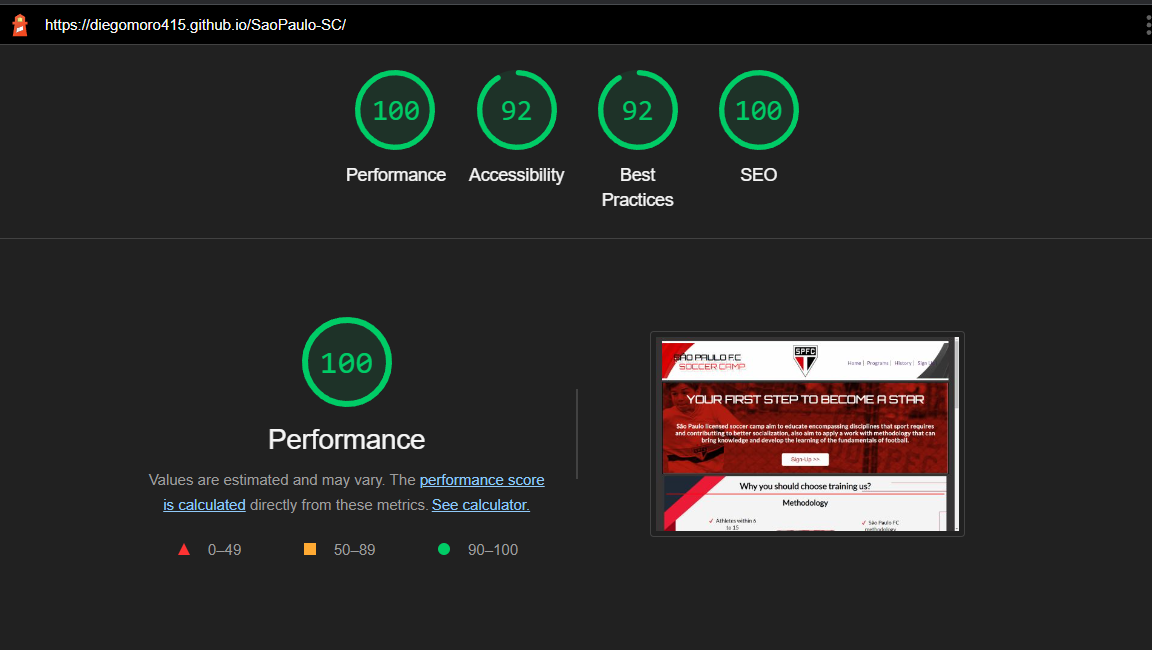 https://diegomoro415.github.io/SaoPaulo-SC/
100
92
92
100
Performance
Accessibility
Best
Practices
SEO
100
Performance
Values are estimated and may vary. The performance score
is calculated directly from these metrics. See calculator.
0–49
50–89
90–100
SÃO PAULO F.C
SOCCER CAMP
SPFC
Home | Programs | History | Sign
YOUR FIRST STEP TO BECOME A STAR
São Paulo licensed soccer camp aim to educate encompassing disciplines that sport requires
and contributing to better socialization, also aim to apply a work with methodology that can
bring knowledge and develop the learning of the fundamentals of football.
Sign-Up >>
Why you should choose training us?
Methodology
✓ Athletes within 6
to 15
✓ São Paulo FC
methodology